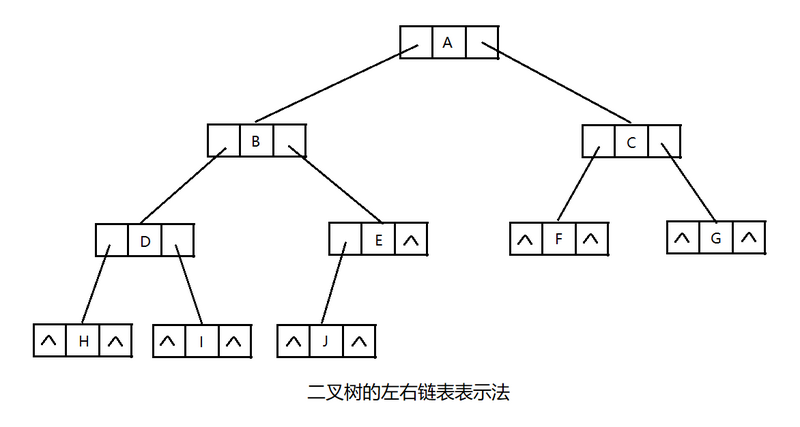 A
B
C
D
^ E
^ F ^
^ G ^
^ H ^
^ I ^
^ J ^
二叉树的左右链表表示法